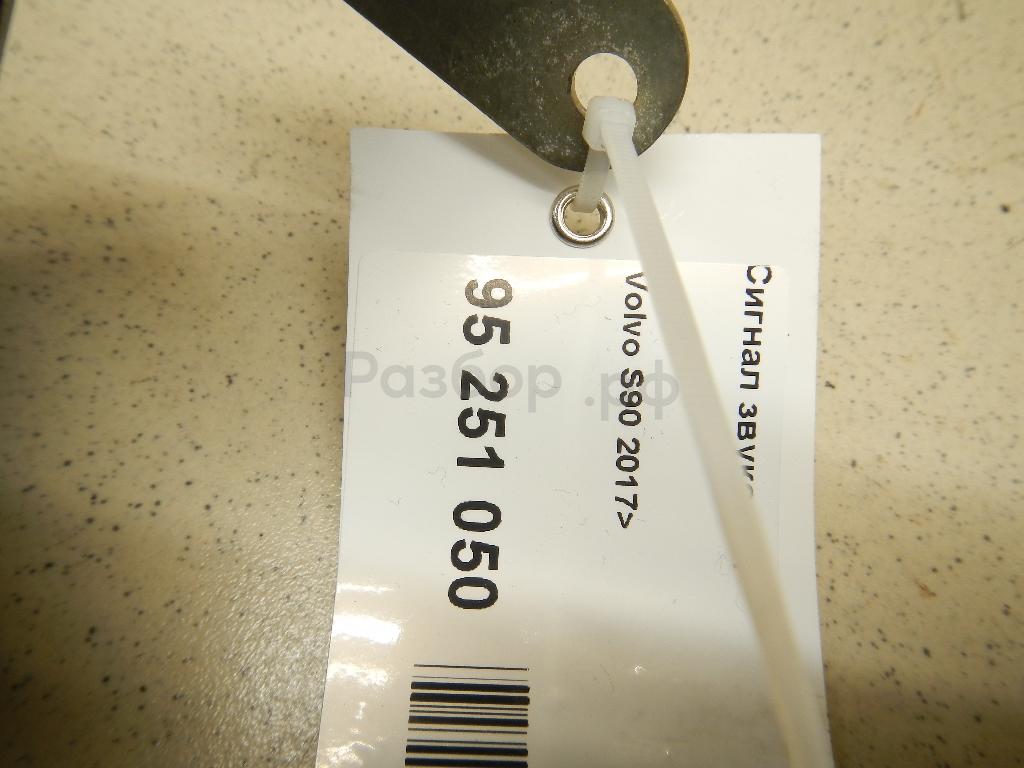 Сигнал
Volvo S90 2017>
95 251 050
Разбор.рф